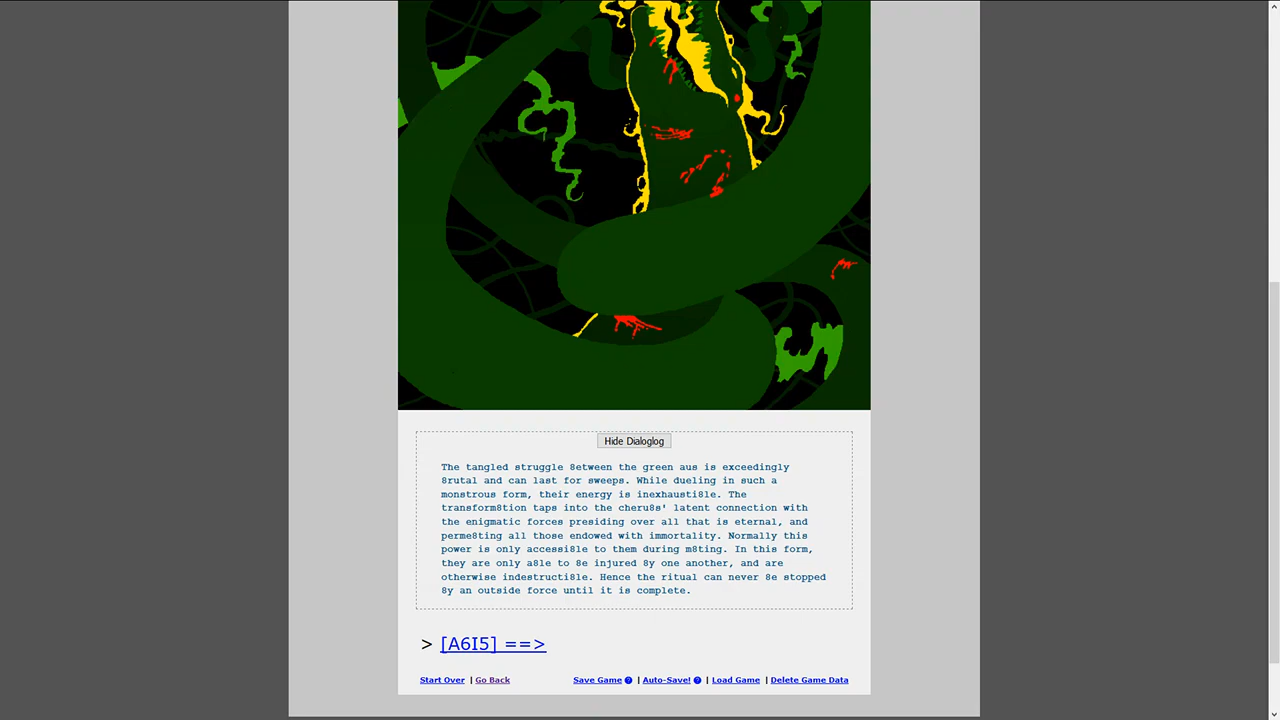 Hide Dialoglog
The tangled struggle 8etween the green aus is exceedingly
8rutal and can last for sweeps. While dueling in such a
monstrous form, their energy is inexhausti8le. The
transform8tion taps into the cheru8s' latent connection with
the enigmatic forces presiding over all that is eternal, and
perme8ting all those endowed with immortality. Normally this
power is only accessi8le to them during m8ting. In this form,
they are only a8le to 8e injured 8y one another, and are
otherwise indestructi8le. Hence the ritual can never 8e stopped
8y an outside force until it is complete.
> [A6I5] ==>
Start Over | Go Back Save Game ? | Auto-Save! ? | Load Game | Delete Game Data